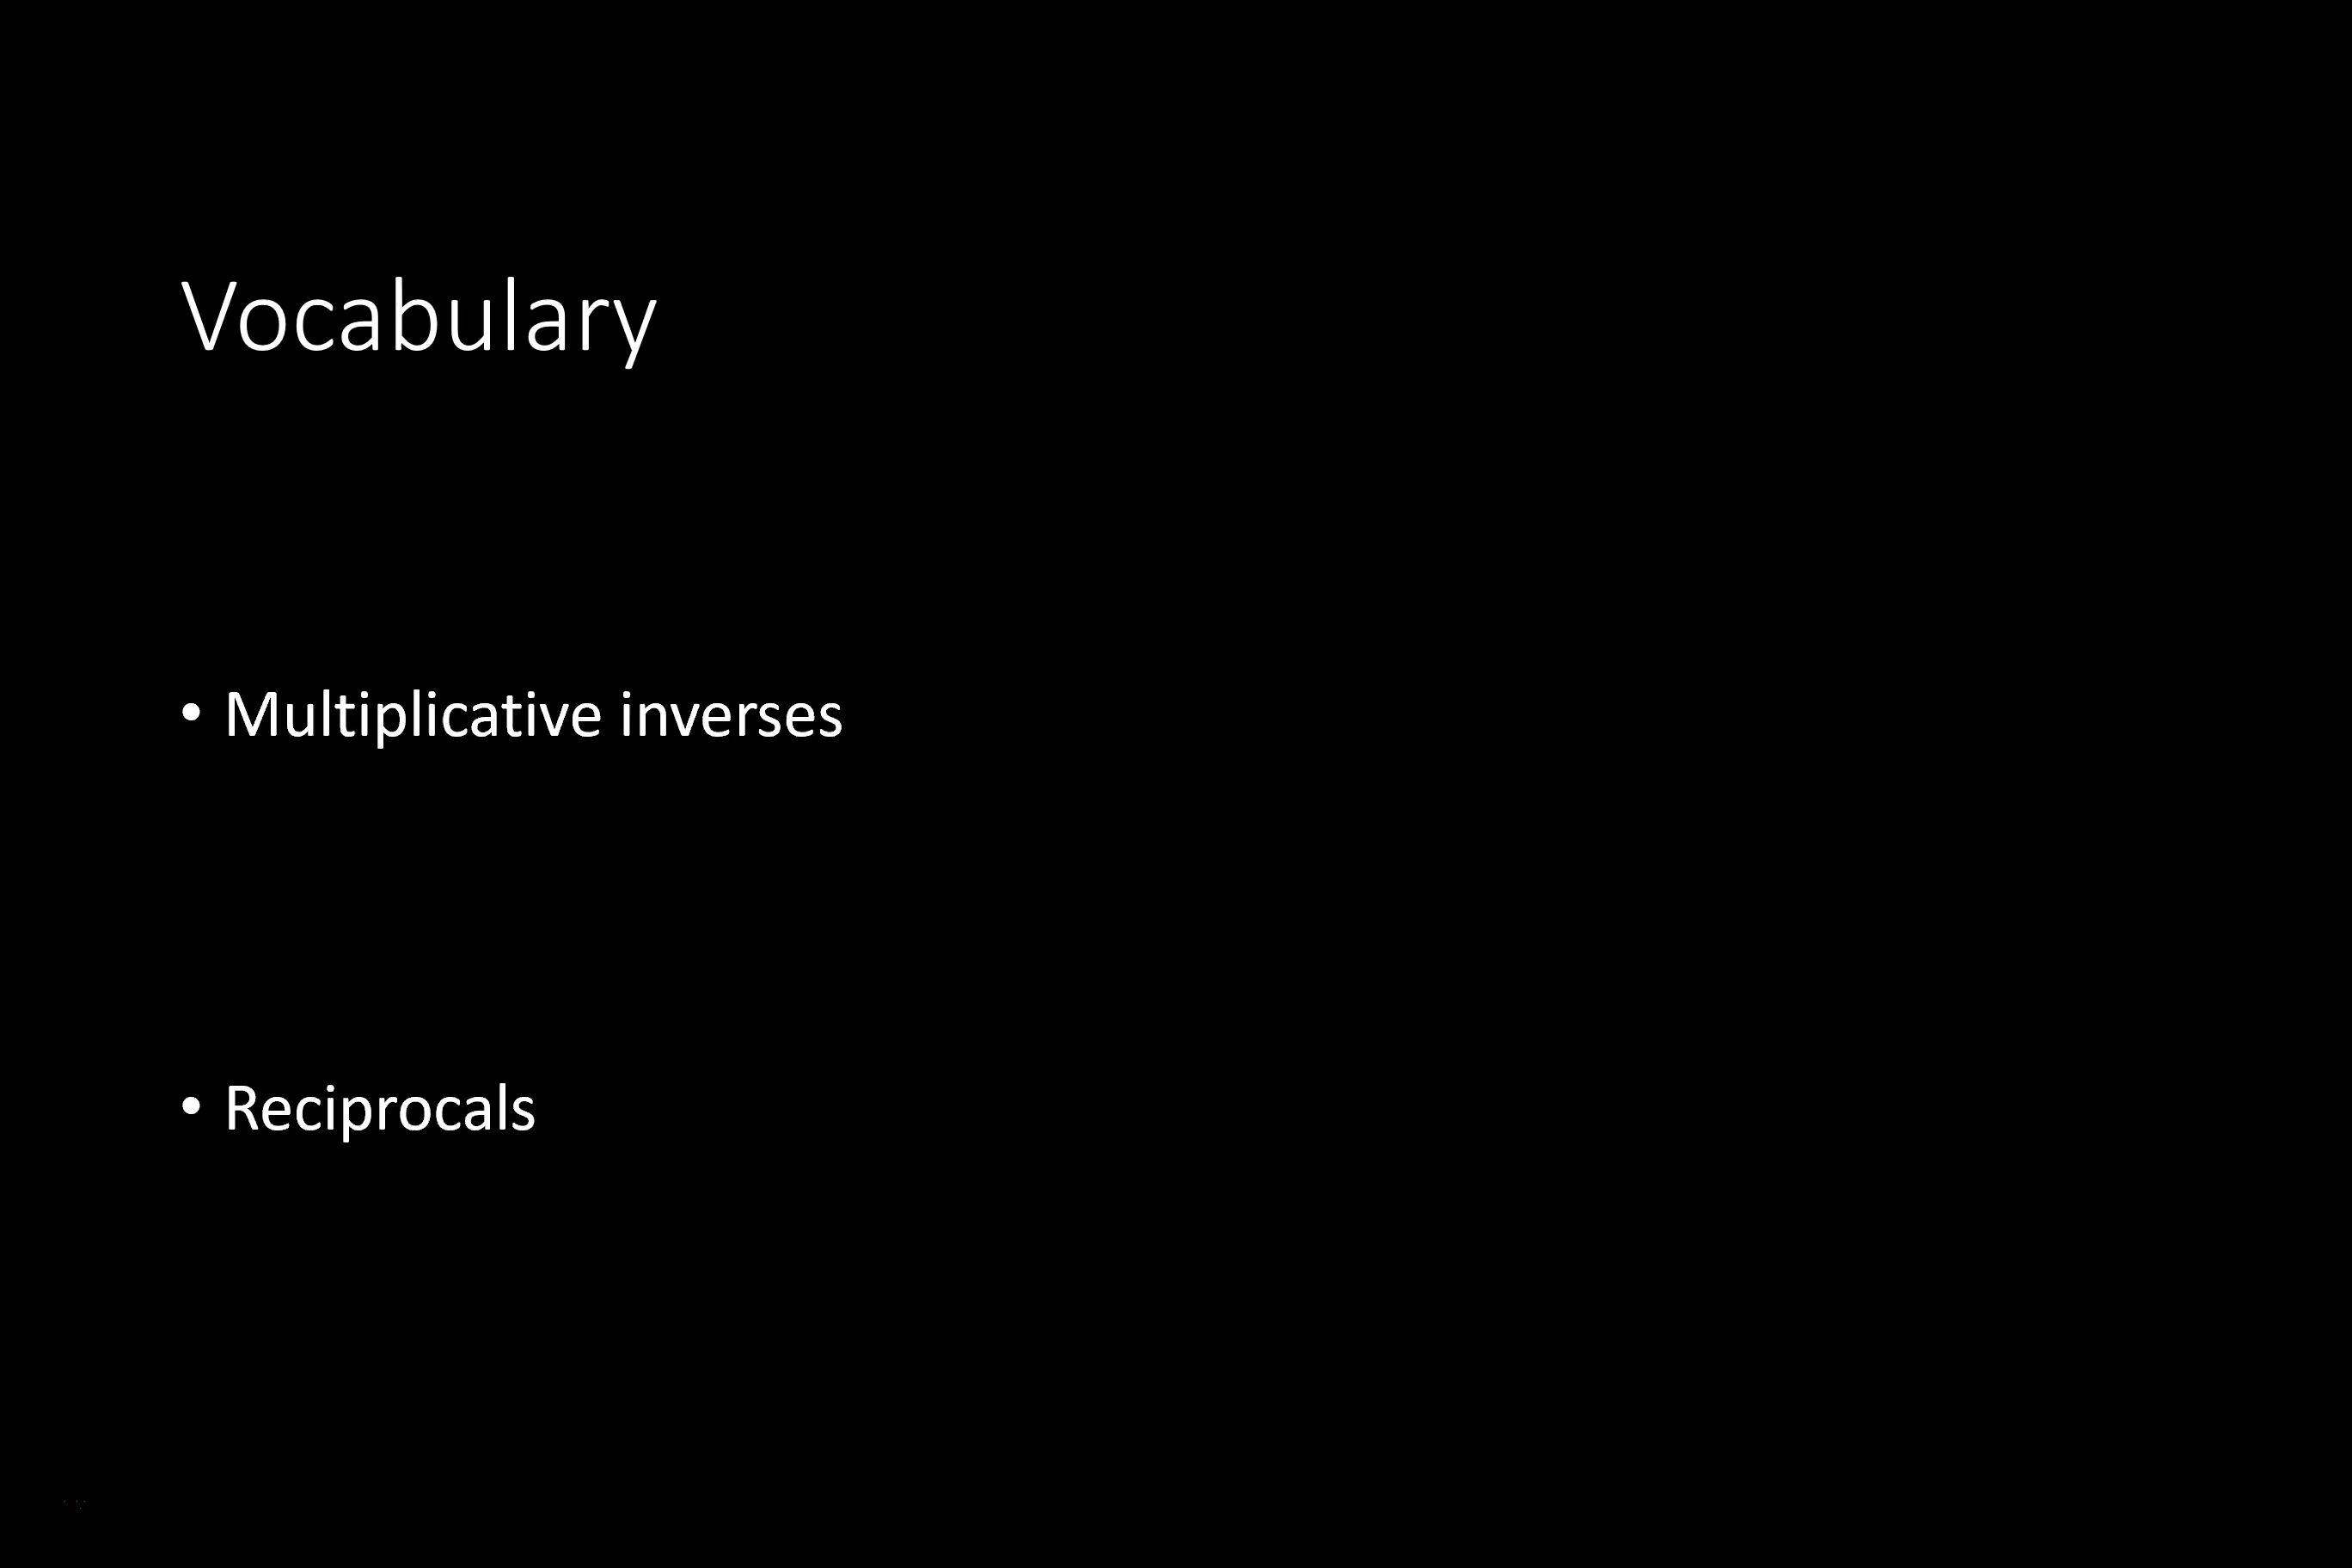 Vocabulary
• Multiplicative inverses
• Reciprocals